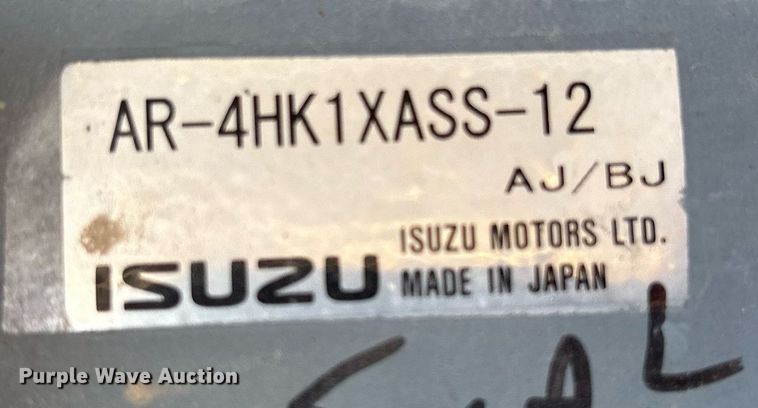 AR-4HK1XASS-12
AJ/BJ
ISUZU MOTORS LTD.
ISUZU MADE IN JAPAN
Purple Wave Auction